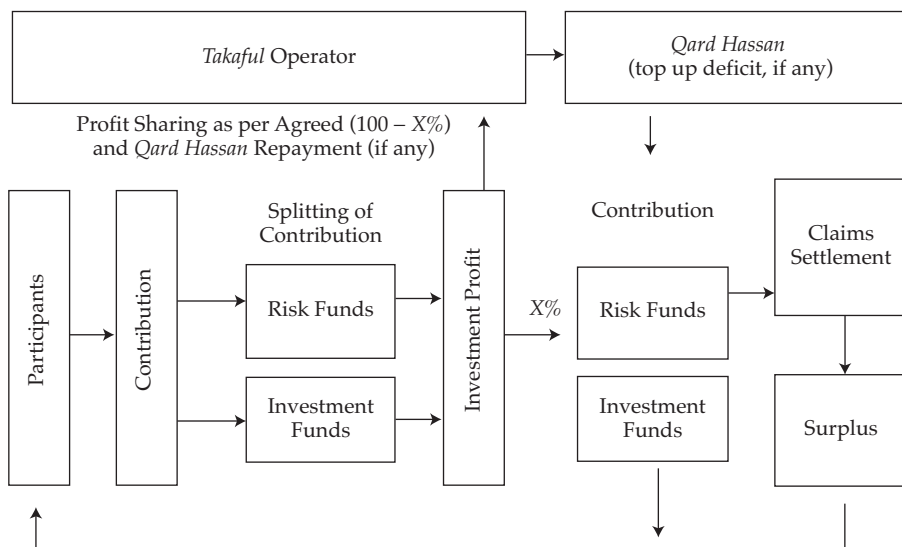 Takaful Operator
Qard Hassan
(top up deficit, if any)
Profit Sharing as per Agreed (100 – X%)
and Qard Hassan Repayment (if any)
Participants
Contribution
Splitting of
Contribution
Risk Funds
Investment
Funds
Investment Profit
X%
Contribution
Risk Funds
Investment
Funds
Claims
Settlement
Surplus